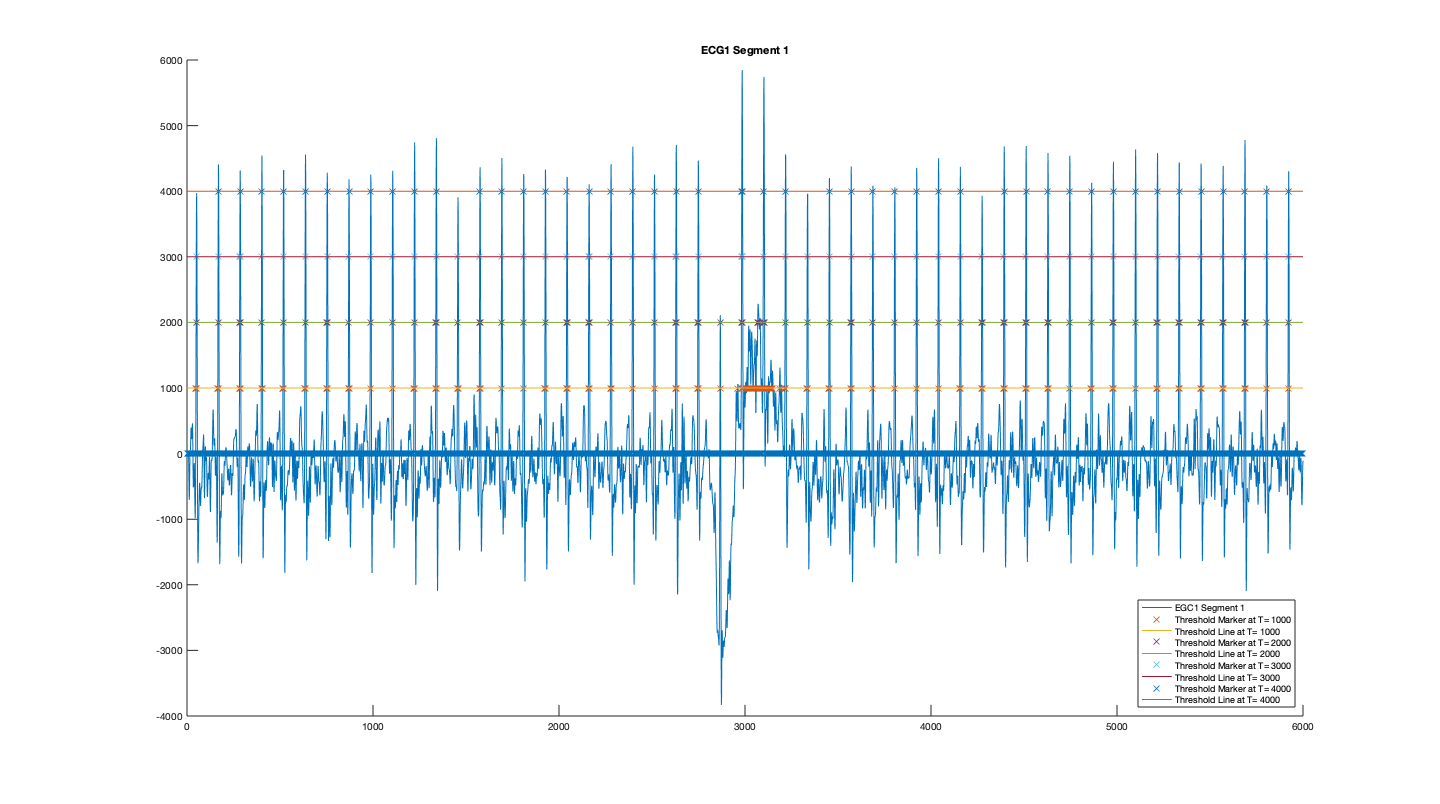 ECG1 Segment 1
6000
5000
4000
3000
2000
1000
0
-1000
-2000
-3000
-4000
0 1000 2000 3000 4000 5000 6000
EGC1 Segment 1
Threshold Marker at T= 1000
Threshold Line at T= 1000
Threshold Marker at T= 2000
Threshold Line at T= 2000
Threshold Marker at T= 3000
Threshold Line at T= 3000
Threshold Marker at T= 4000
Threshold Line at T= 4000